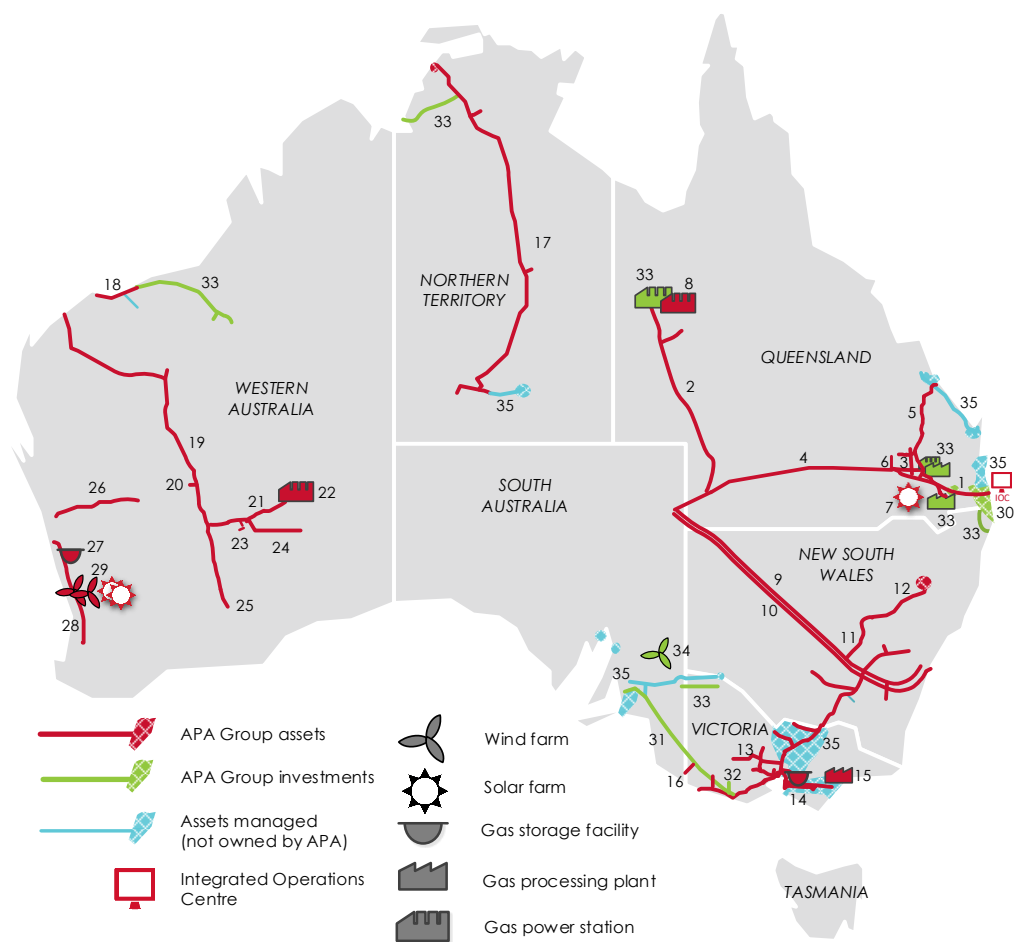 33
17
NORTHERN
TERRITORY
18
33
33
8
QUEENSLAND
WESTERN
AUSTRALIA
2
35
5
35
19
4
6
3
33
35
1
IOC
20
26
21
22
SOUTH
AUSTRALIA
7
33
30
33
23
24
27
29
NEW SOUTH
WALES
9
10
12
25
28
11
34
35
33
VICTORIA
35
31
13
16
32
15
14
APA Group assets
APA Group investments
Assets managed
(not owned by APA)
Integrated Operations
Centre
Wind farm
Solar farm
Gas storage facility
Gas processing plant
Gas power station
TASMANIA